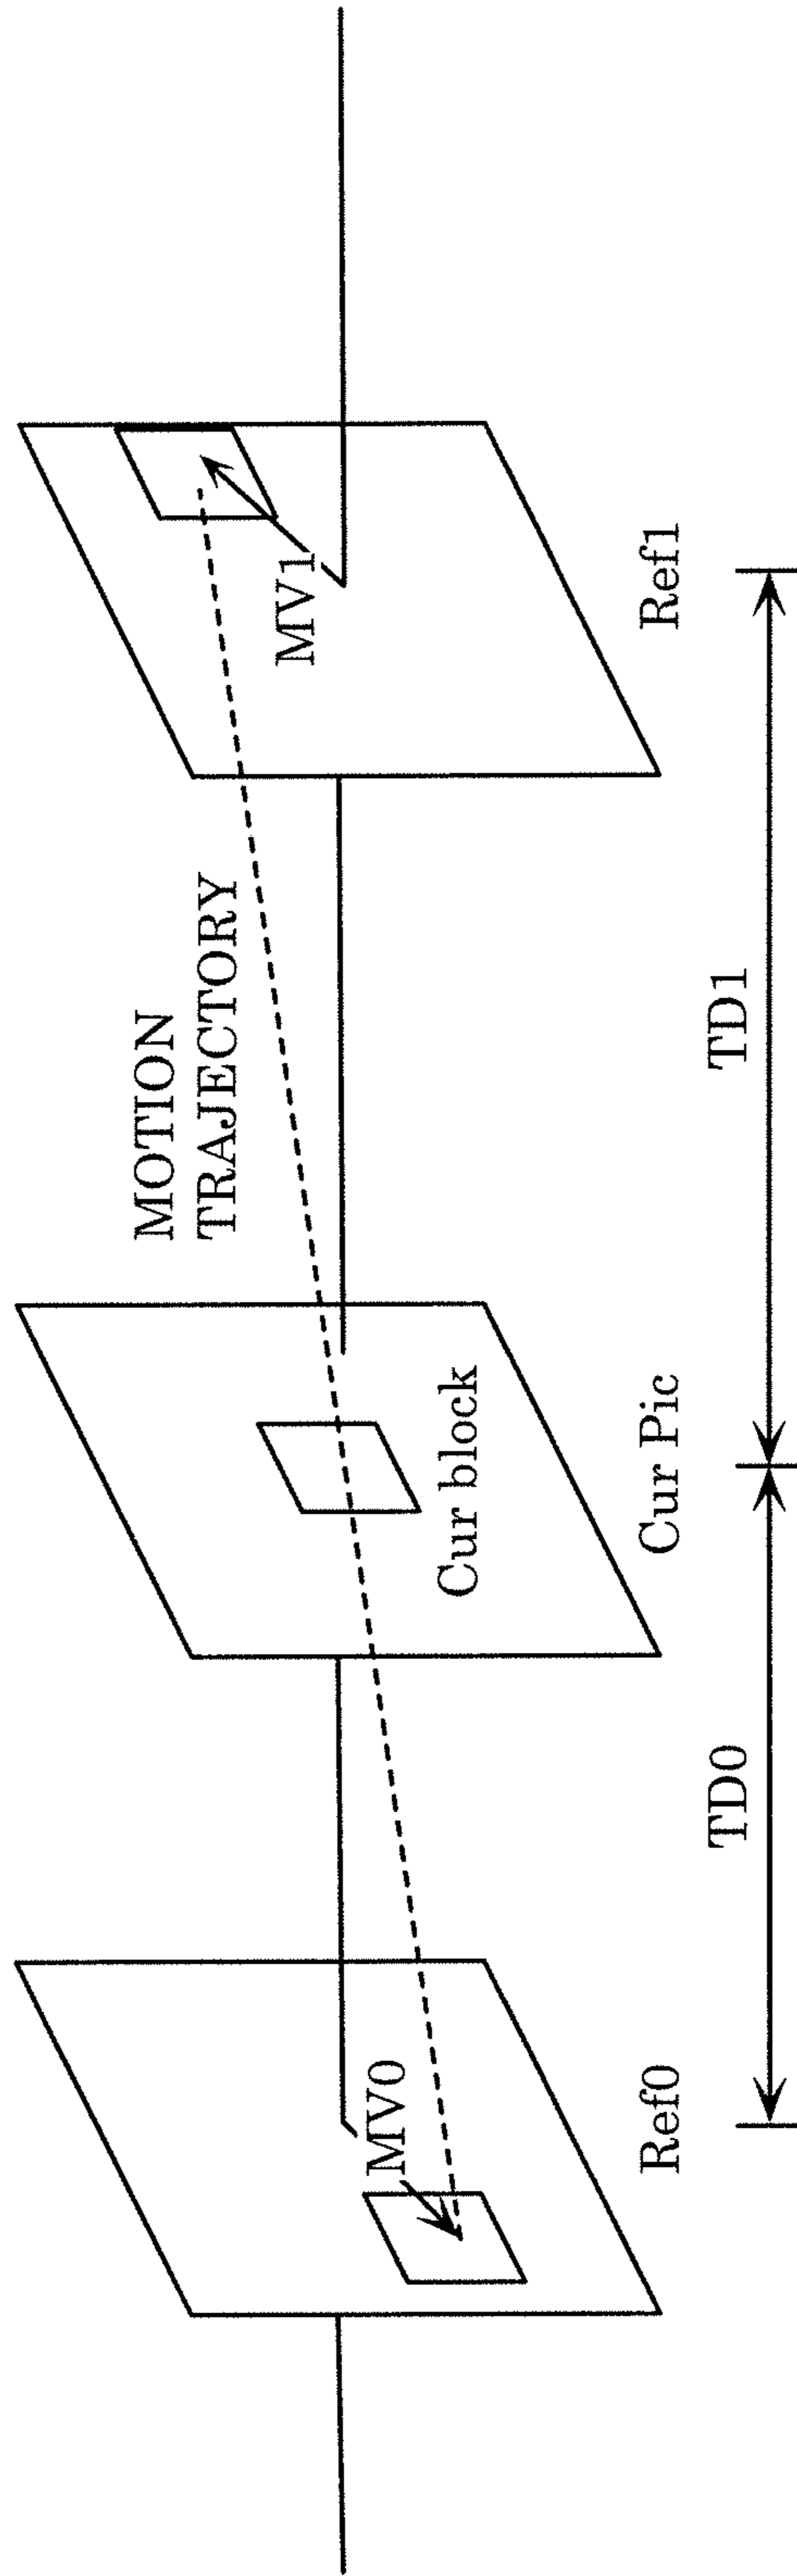 MOTION
TRAJECTORY
MV0
MV1
Cur block
Ref0
Cur Pic
Ref1
TD0
TD1